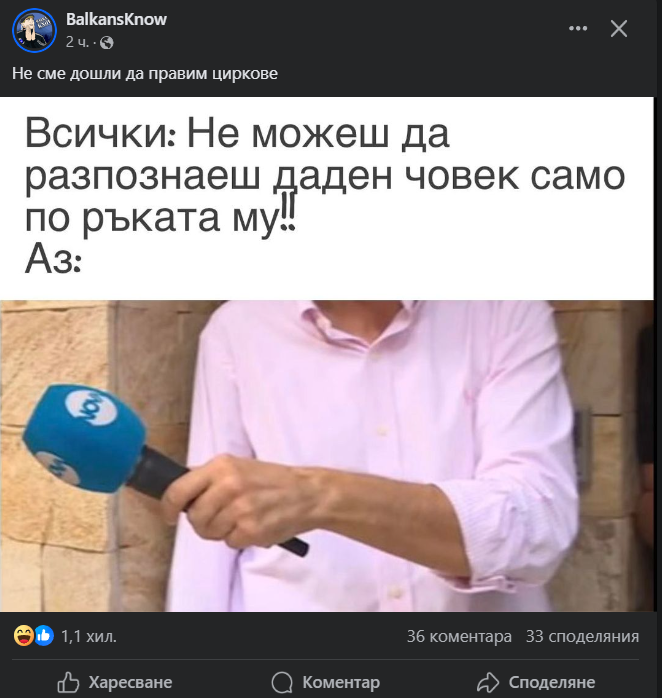 BalkansKnow
2 ч.
Не сме дошли да правим циркове
Всички: Не можеш да
разпознаеш даден човек само
по ръката му!!
Аз:
NOVA
1,1 хил.
36 коментара 33 споделяния
Харесване Коментар Споделяне